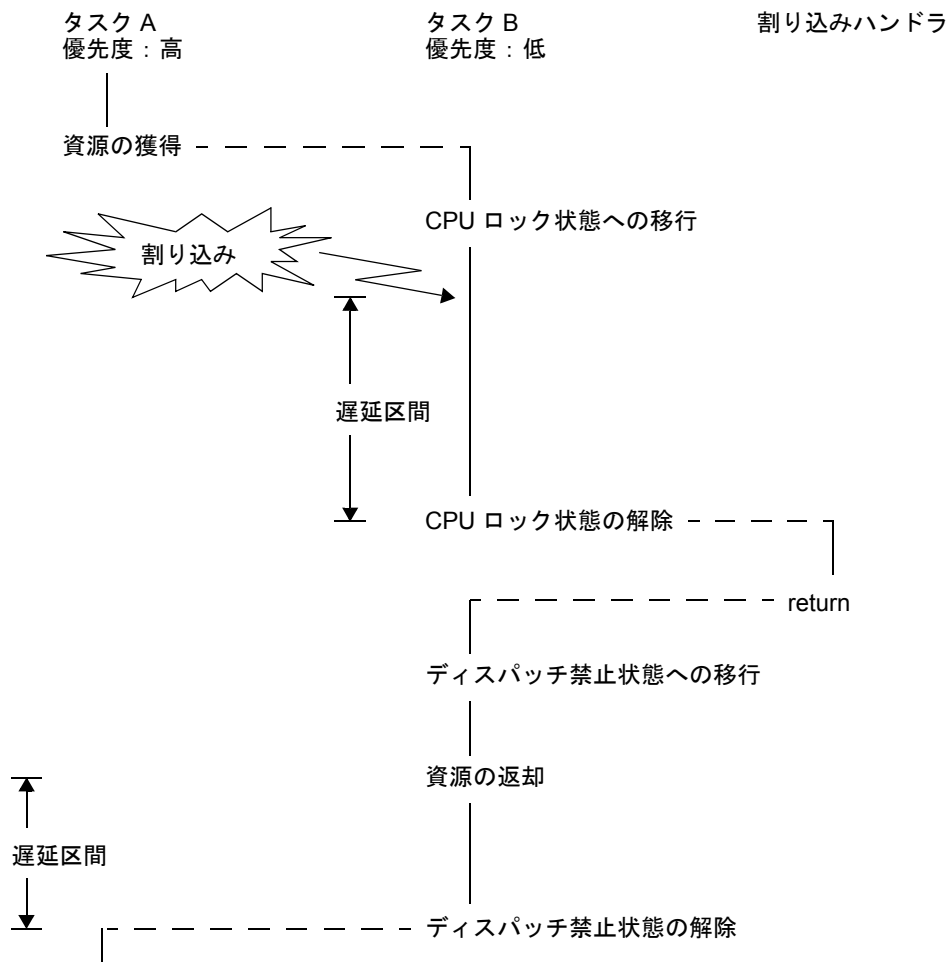 タスク A
優先度：高
タスク B
優先度：低
割り込みハンドラ
資源の獲得
CPU ロック状態への移行
割り込み
遅延区間
CPU ロック状態の解除
return
ディスパッチ禁止状態への移行
資源の返却
遅延区間
ディスパッチ禁止状態の解除